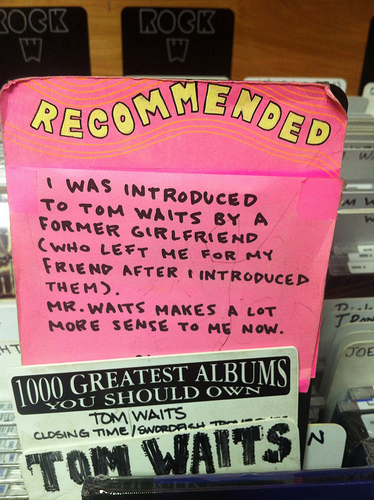 ROCK
W
ROCK
W
RECOMMENDED
I WAS INTRODUCED
TO TOM WAITS BY A
FORMER GIRLFRIEND
(WHO LEFT ME FOR MY
FRIEND AFTER I INTRODUCED
THEM).
MR. WAITS MAKES A LOT
MORE SENSE TO ME NOW.
1000 GREATEST ALBUMS
YOU SHOULD OWN
TOM WAITS
CLOSING TIME / SWORDFISH
TOM WAITS
N
JOE